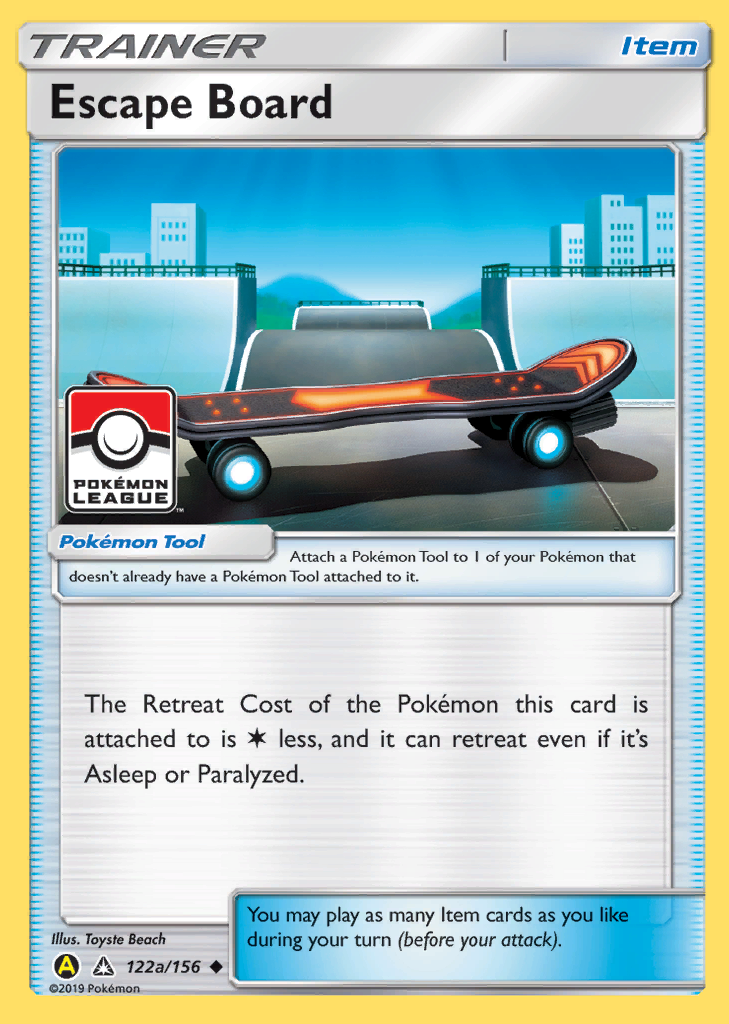 TRAINER
Item
Escape Board
POKÉMON
LEAGUE
™
Pokémon Tool
Attach a Pokémon Tool to 1 of your Pokémon that
doesn't already have a Pokémon Tool attached to it.
The Retreat Cost of the Pokémon this card is
attached to is less, and it can retreat even if it's
Asleep or Paralyzed.
You may play as many Item cards as you like
during your turn (before your attack).
Illus. Toyste Beach
A 122a/156
©2019 Pokémon